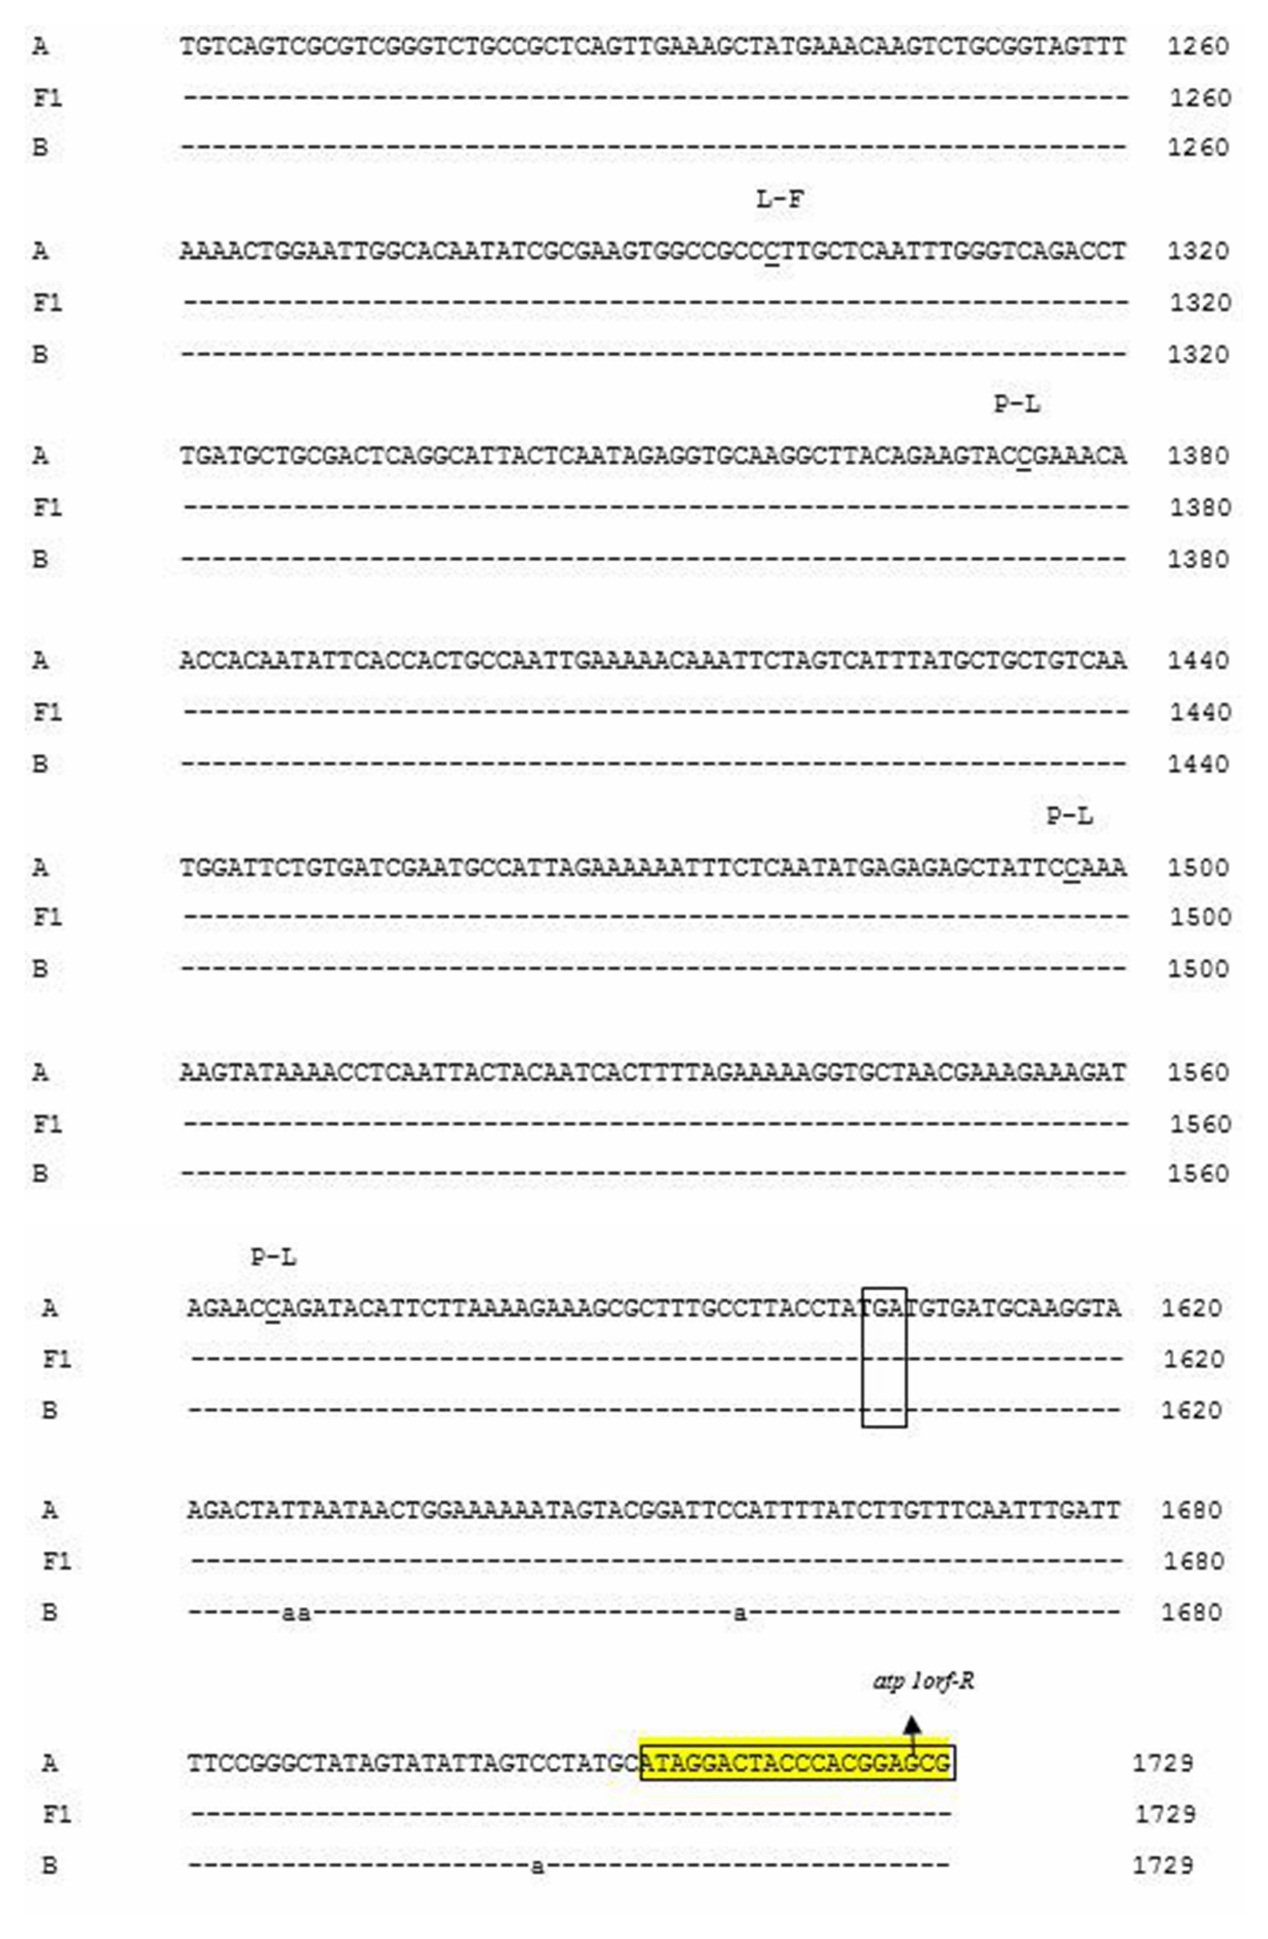 A TGTCAGTCGCGTCGGGTCTGCCGCTCAGTTGAAAGCTATGAAACAAGTCTGCGGTAGTTT 1260
F1 ------------------------------------------------------------ 1260
B ------------------------------------------------------------ 1260
L-F
A AAAACTGGAATTGGCACAATATCGCGAAGTGGCCGCCCTTGCTCAATTTGGGTCAGACCT 1320
F1 ------------------------------------------------------------ 1320
B ------------------------------------------------------------ 1320
P-L
A TGATGCTGCGACTCAGGCATTACTCAATAGAGGTGCAAGGCTTACAGAAGTACCGAAACA 1380
F1 ------------------------------------------------------------ 1380
B ------------------------------------------------------------ 1380
A ACCACAATATTCACCACTGCCAATTGAAAAACAAATTCTAGTCATTTATGCTGCTGTCAA 1440
F1 ------------------------------------------------------------ 1440
B ------------------------------------------------------------ 1440
P-L
A TGGATTCTGTGATCGAATGCCATTAGAAAAAATTTCTCAATATGAGAGAGCTATTCCAAA 1500
F1 ------------------------------------------------------------ 1500
B ------------------------------------------------------------ 1500
A AAGTATAAAACCTCAATTACTACAATCACTTTTAGAAAAAGGTGCTAACGAAAGAAAGAT 1560
F1 ------------------------------------------------------------ 1560
B ------------------------------------------------------------ 1560
P-L
A AGAACCAGATACATTCTTAAAAGAAAGCGCTTTGCCTTACCTATGATGTGATGCAAGGTA 1620
F1 ------------------------------------------------------------ 1620
B ------------------------------------------------------------ 1620
A AGACTATTAATAACTGGAAAAAATAGTACGGATTCCATTTTATCTTGTTTCAATTTGATT 1680
F1 ------------------------------------------------------------ 1680
B ------aa---------------------------a------------------------ 1680
atp 1orf-R
A TTCCGGGCTATAGTATATTAGTCCTATGCATAGGACTACCCACGGAGCG 1729
F1 ------------------------------------------------- 1729
B ----------------------a-------------------------- 1729